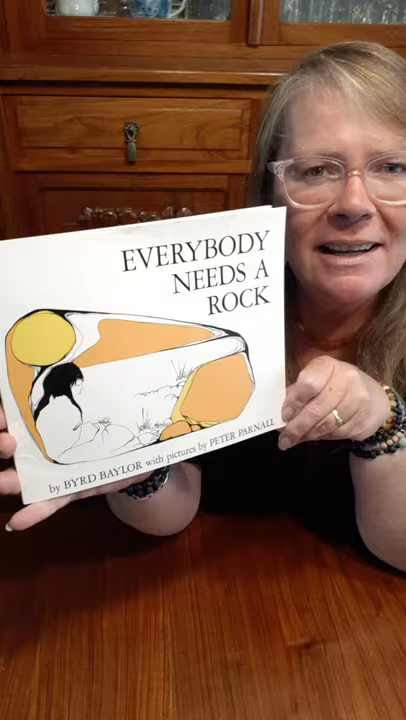 EVERYBODY
NEEDS A
ROCK
by BYRD BAYLOR with pictures by PETER PARNALL